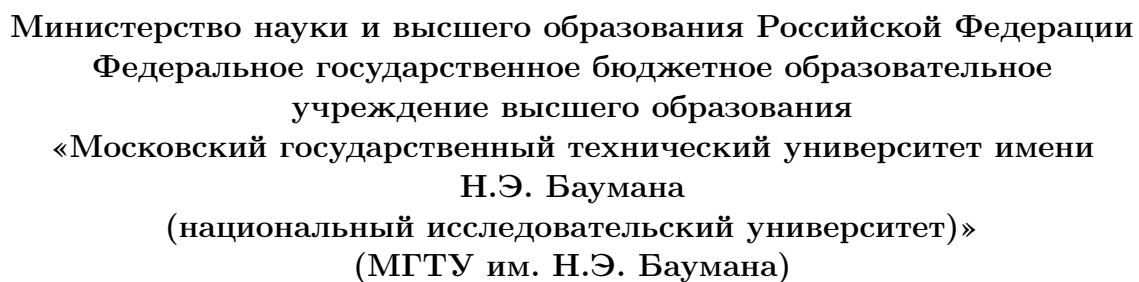 Министерство науки и высшего образования Российской Федерации
Федеральное государственное бюджетное образовательное
учреждение высшего образования
«Московский государственный технический университет имени
Н.Э. Баумана
(национальный исследовательский университет)»
(МГТУ им. Н.Э. Баумана)